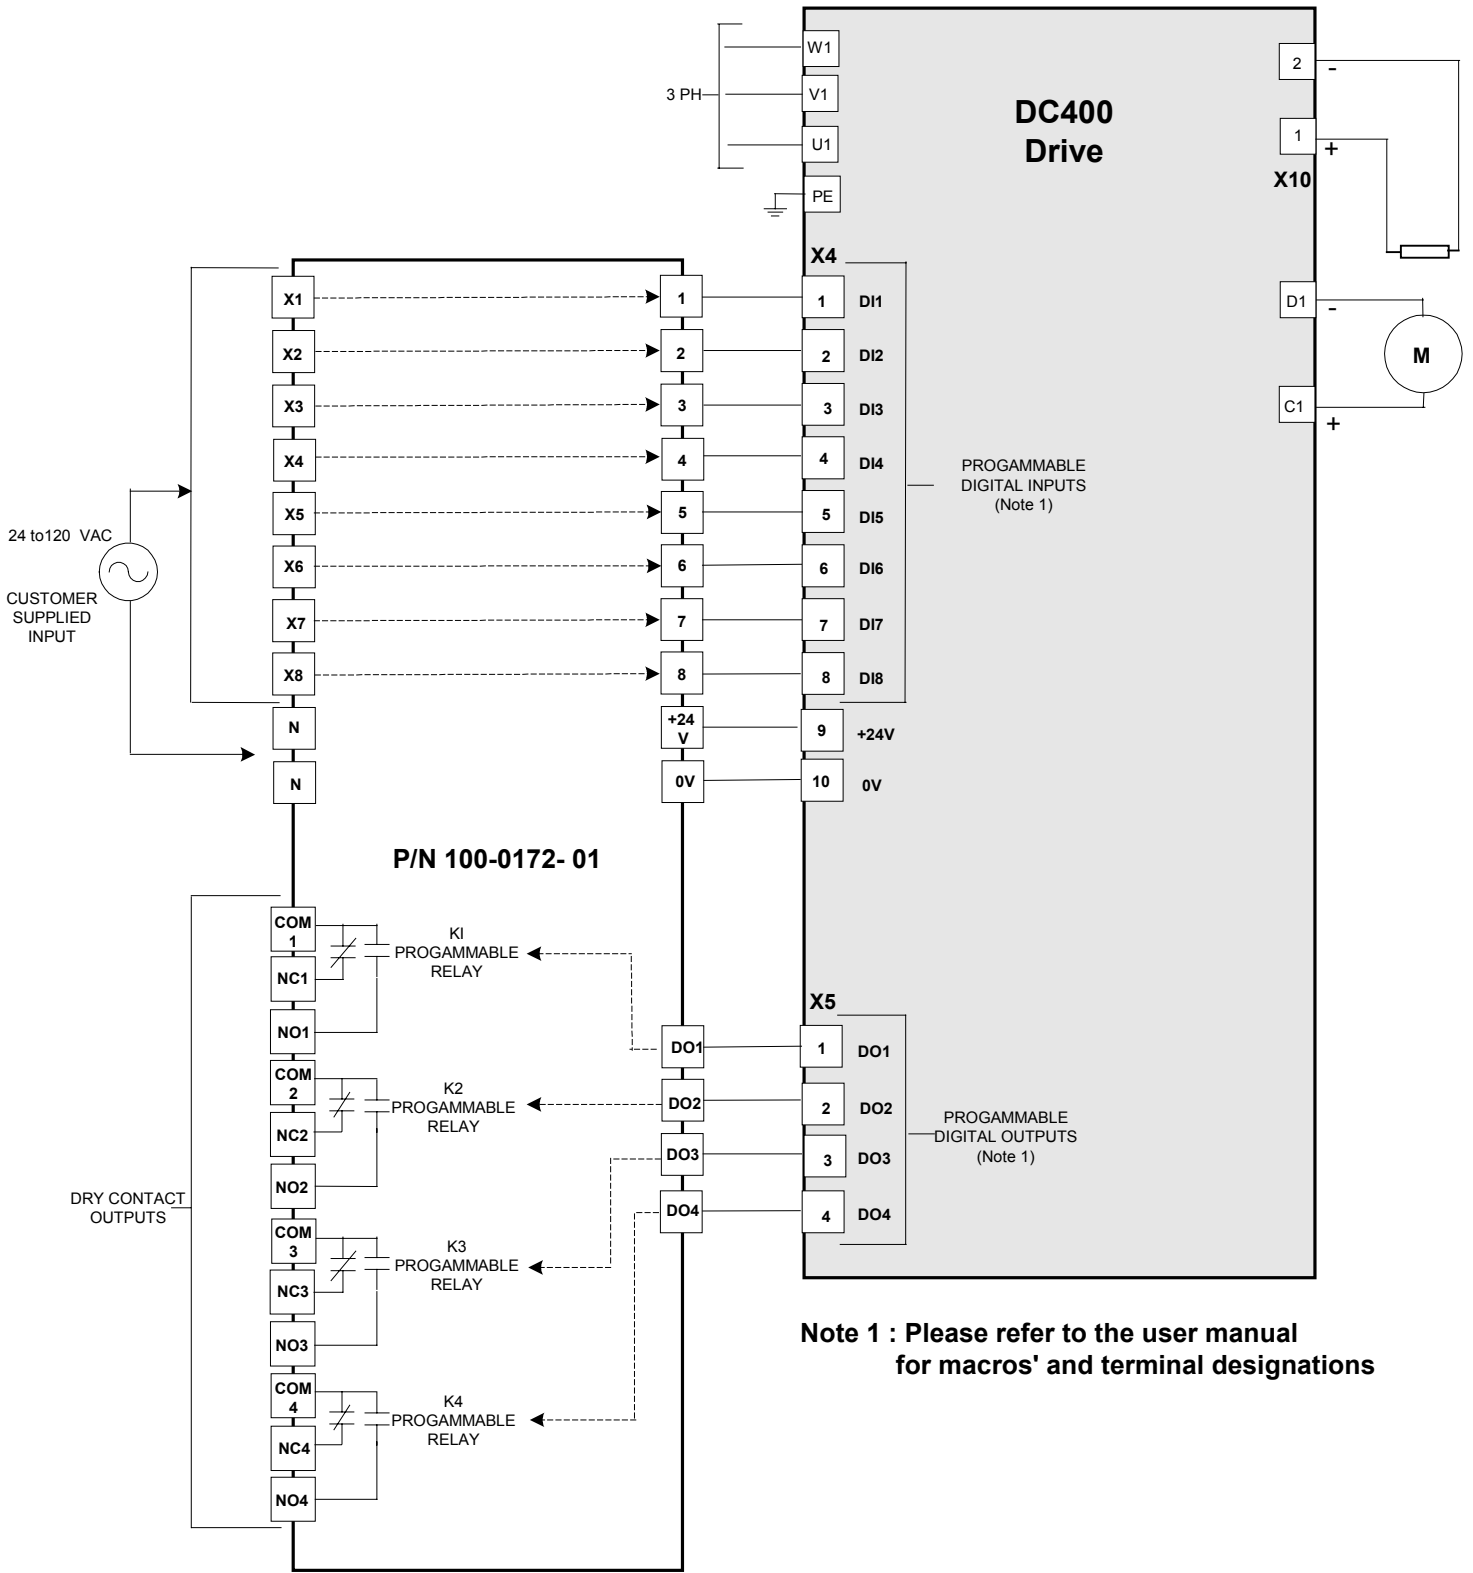 W1
3 PH
V1
U1
PE
DC400
Drive
2
-
1
+
X10
D1
-
M
C1
+
X4
1 DI1
2 DI2
3 DI3
4 DI4
5 DI5
6 DI6
7 DI7
8 DI8
9 +24V
10 0V
PROGAMMABLE
DIGITAL INPUTS
(Note 1)
X1 1
X2 2
X3 3
X4 4
X5 5
X6 6
X7 7
X8 8
N
+24
V
N
0V
24 to120 VAC
CUSTOMER
SUPPLIED
INPUT
P/N 100-0172- 01
COM
1
NC1
NO1
KI
PROGAMMABLE
RELAY
COM
2
NC2
NO2
K2
PROGAMMABLE
RELAY
COM
3
NC3
NO3
K3
PROGAMMABLE
RELAY
COM
4
NC4
NO4
K4
PROGAMMABLE
RELAY
DRY CONTACT
OUTPUTS
DO1
DO2
DO3
DO4
X5
1 DO1
2 DO2
3 DO3
4 DO4
PROGAMMABLE
DIGITAL OUTPUTS
(Note 1)
Note 1 : Please refer to the user manual
for macros' and terminal designations